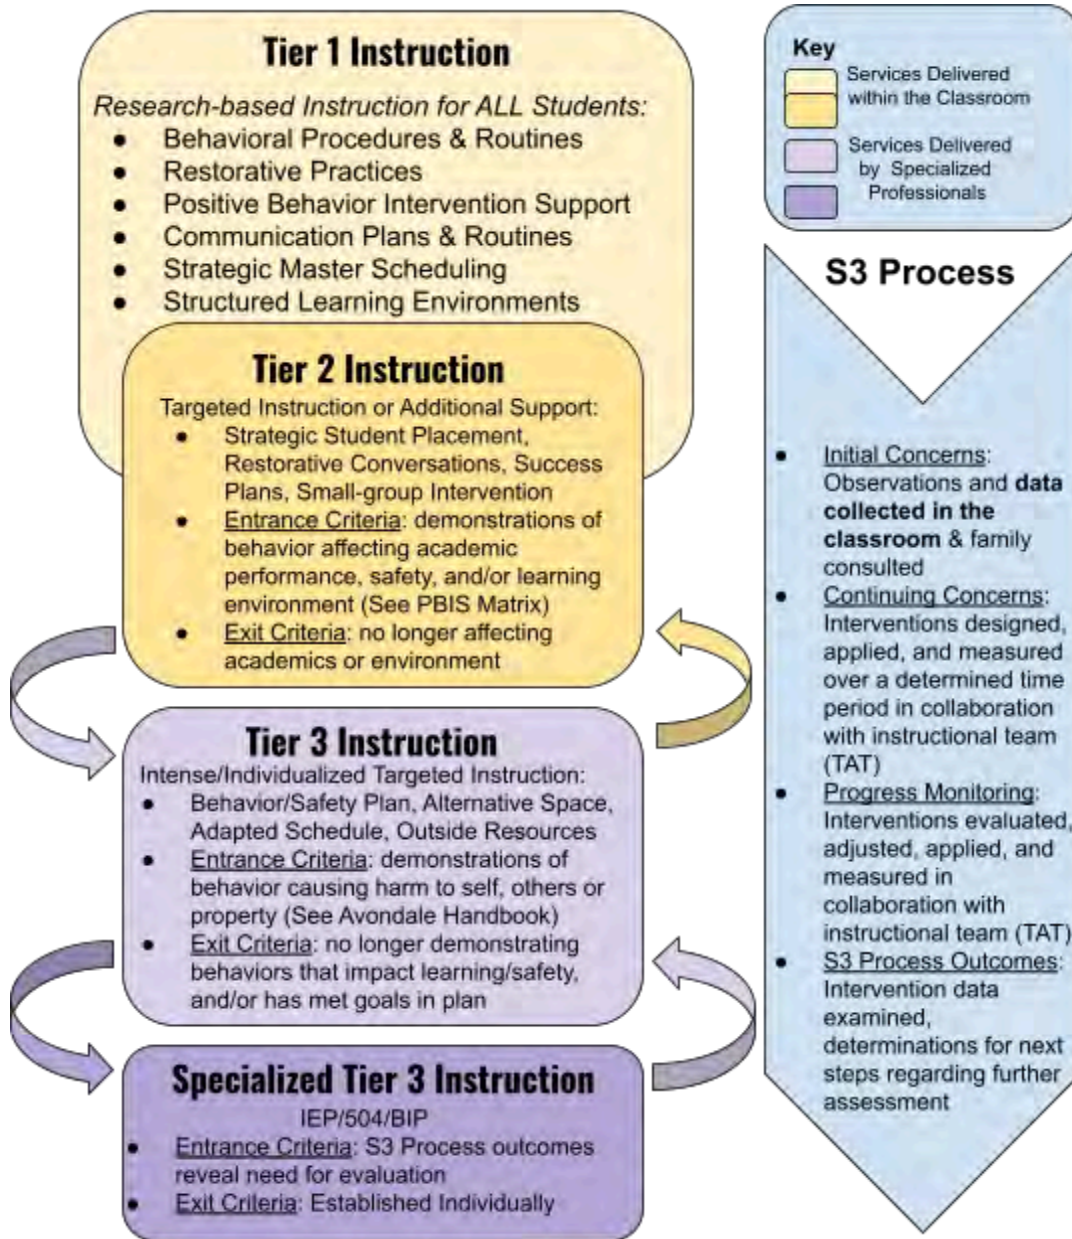 Tier 1 Instruction
Research-based Instruction for ALL Students:
● Behavioral Procedures & Routines
● Restorative Practices
● Positive Behavior Intervention Support
● Communication Plans & Routines
● Strategic Master Scheduling
● Structured Learning Environments
Tier 2 Instruction
Targeted Instruction or Additional Support:
● Strategic Student Placement,
Restorative Conversations, Success
Plans, Small-group Intervention
● Entrance Criteria: demonstrations of
behavior affecting academic
performance, safety, and/or learning
environment (See PBIS Matrix)
● Exit Criteria: no longer affecting
academics or environment
Tier 3 Instruction
Intense/Individualized Targeted Instruction:
● Behavior/Safety Plan, Alternative Space,
Adapted Schedule, Outside Resources
● Entrance Criteria: demonstrations of
behavior causing harm to self, others or
property (See Avondale Handbook)
● Exit Criteria: no longer demonstrating
behaviors that impact learning/safety,
and/or has met goals in plan
Specialized Tier 3 Instruction
IEP/504/BIP
● Entrance Criteria: S3 Process outcomes
reveal need for evaluation
● Exit Criteria: Established Individually
Key
Services Delivered
within the Classroom
Services Delivered
by Specialized
Professionals
S3 Process
● Initial Concerns:
Observations and data
collected in the
classroom & family
consulted
● Continuing Concerns:
Interventions designed,
applied, and measured
over a determined time
period in collaboration
with instructional team
(TAT)
● Progress Monitoring:
Interventions evaluated,
adjusted, applied, and
measured in
collaboration with
instructional team (TAT)
● S3 Process Outcomes:
Intervention data
examined,
determinations for next
steps regarding further
assessment